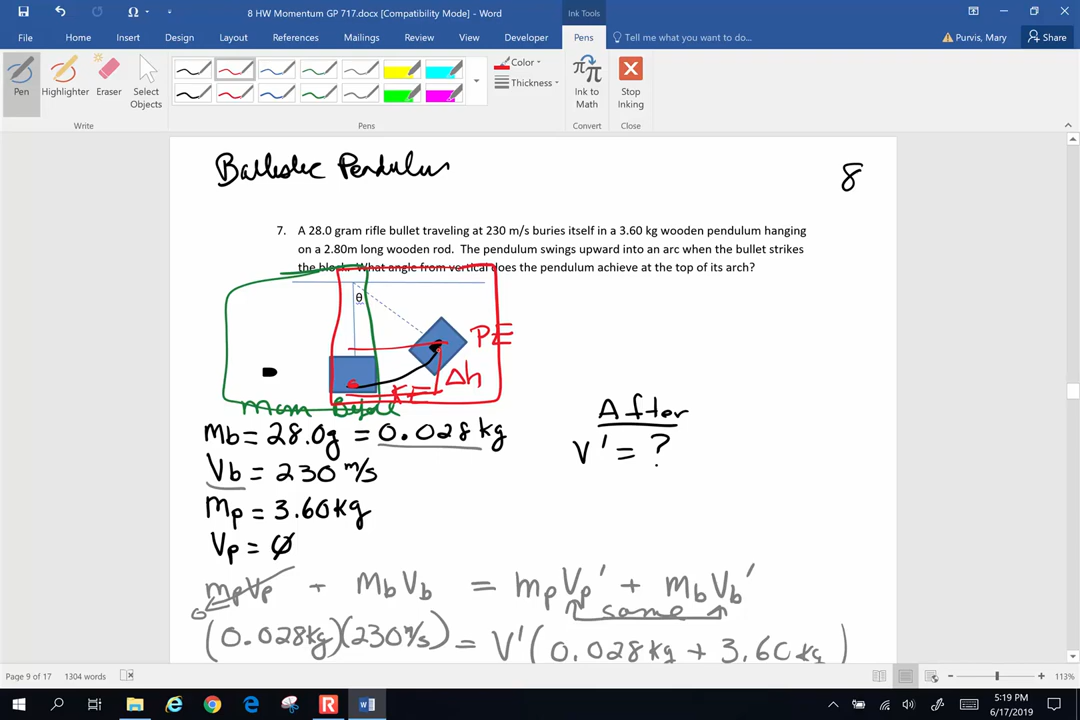 8 HW Momentum GP 717.docx [Compatibility Mode] - Word
Ink Tools
File Home Insert Design Layout References Mailings Review View Developer Pens Tell me what you want to do... Purvis, Mary Share
Pen Highlighter Eraser Select Objects
Color
Thickness
Ink to Math
Stop Inking
Write Pens Convert Close
Ballistic Pendulum
8
7. A 28.0 gram rifle bullet traveling at 230 m/s buries itself in a 3.60 kg wooden pendulum hanging
on a 2.80m long wooden rod. The pendulum swings upward into an arc when the bullet strikes
the block. What angle from vertical does the pendulum achieve at the top of its arch?
θ
PE
Δh
KE
Mom Before
After
mb = 28.0g = 0.028 kg
v' = ?
Vb = 230 m/s
mp = 3.60kg
Vp = ∅
mpVp + mbVb = mpVp' + mbVb'
0 same
(0.028kg)(230m/s) = V'(0.028kg + 3.60kg)
Page 9 of 17 1304 words 113%
5:19 PM
6/17/2019